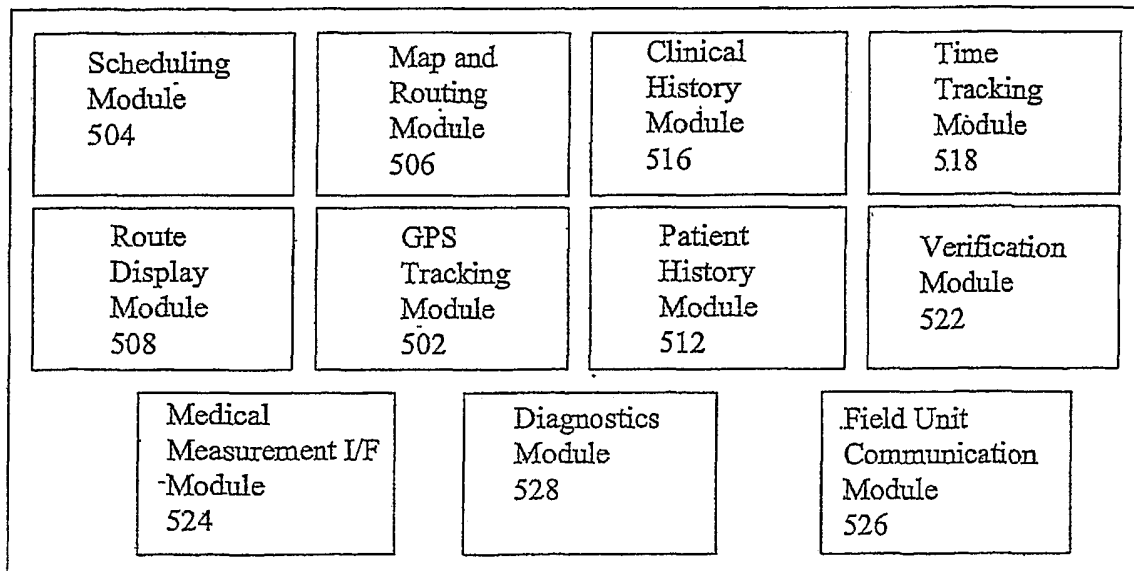 Scheduling
Module
504
Map and
Routing
Module
506
Clinical
History
Module
516
Time
Tracking
Module
518
Route
Display
Module
508
GPS
Tracking
Module
502
Patient
History
Module
512
Verification
Module
522
Medical
Measurement I/F
Module
524
Diagnostics
Module
528
Field Unit
Communication
Module
526